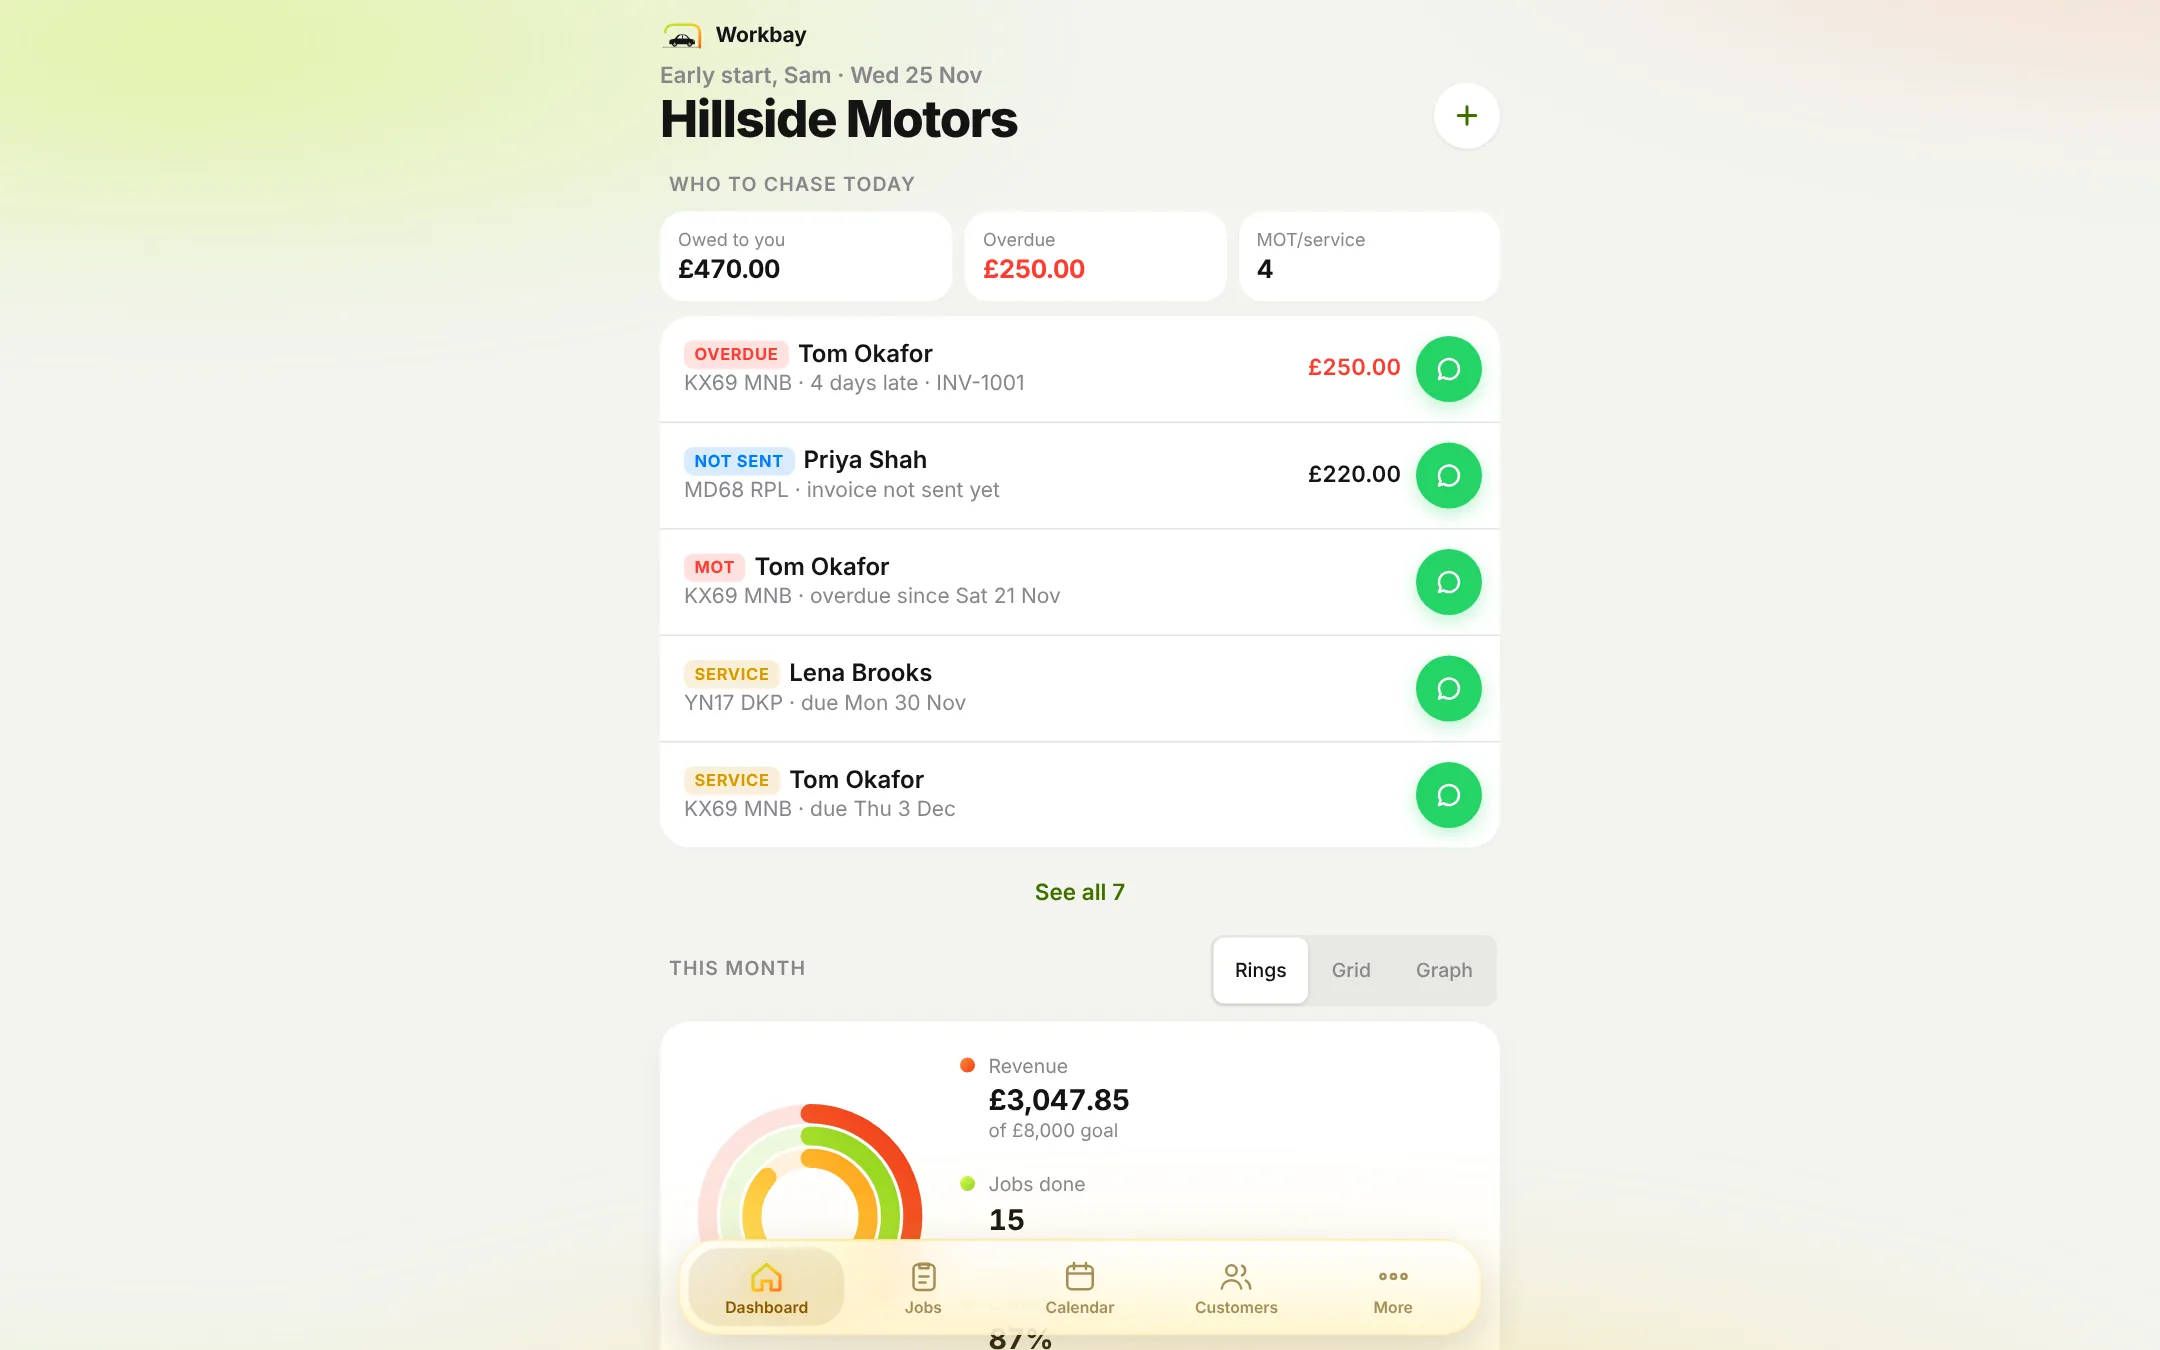 Workbay
Early start, Sam · Wed 25 Nov
Hillside Motors
WHO TO CHASE TODAY
Owed to you
£470.00
Overdue
£250.00
MOT/service
4
OVERDUE Tom Okafor
KX69 MNB · 4 days late · INV-1001
£250.00
NOT SENT Priya Shah
MD68 RPL · invoice not sent yet
£220.00
MOT Tom Okafor
KX69 MNB · overdue since Sat 21 Nov
SERVICE Lena Brooks
YN17 DKP · due Mon 30 Nov
SERVICE Tom Okafor
KX69 MNB · due Thu 3 Dec
See all 7
THIS MONTH
Rings Grid Graph
Revenue
£3,047.85
of £8,000 goal
Jobs done
15
87%
Dashboard Jobs Calendar Customers More